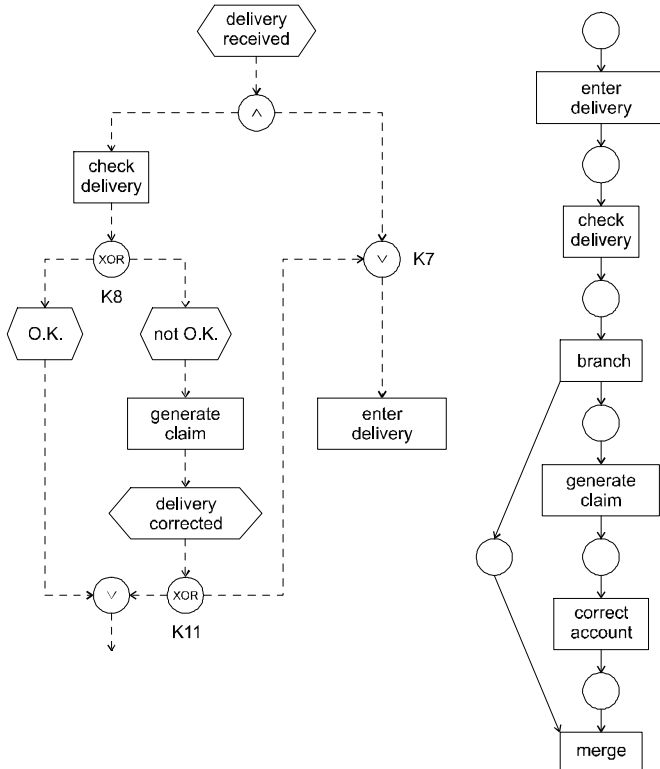 delivery
received
∧
check
delivery
XOR
K8
∨
K7
O.K.
not O.K.
generate
claim
enter
delivery
delivery
corrected
∨
XOR
K11
enter
delivery
check
delivery
branch
generate
claim
correct
account
merge